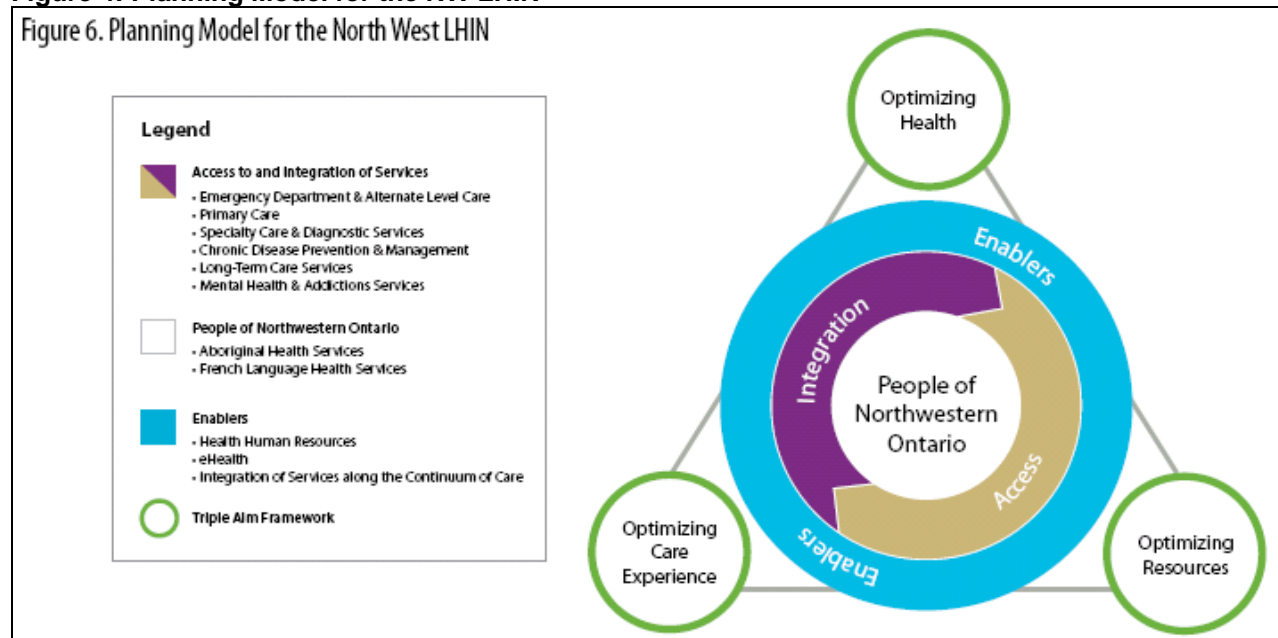 Figure 6. Planning Model for the North West LHIN
Legend
Access to and Integration of Services
- Emergency Department & Alternate Level Care
- Primary Care
- Specialty Care & Diagnostic Services
- Chronic Disease Prevention & Management
- Long-Term Care Services
- Mental Health & Addictions Services
People of Northwestern Ontario
- Aboriginal Health Services
- French Language Health Services
Enablers
- Health Human Resources
- eHealth
- Integration of Services along the Continuum of Care
Triple Aim Framework
Optimizing
Health
Enablers
Integration
People of
Northwestern
Ontario
Access
Enablers
Optimizing
Care
Experience
Optimizing
Resources